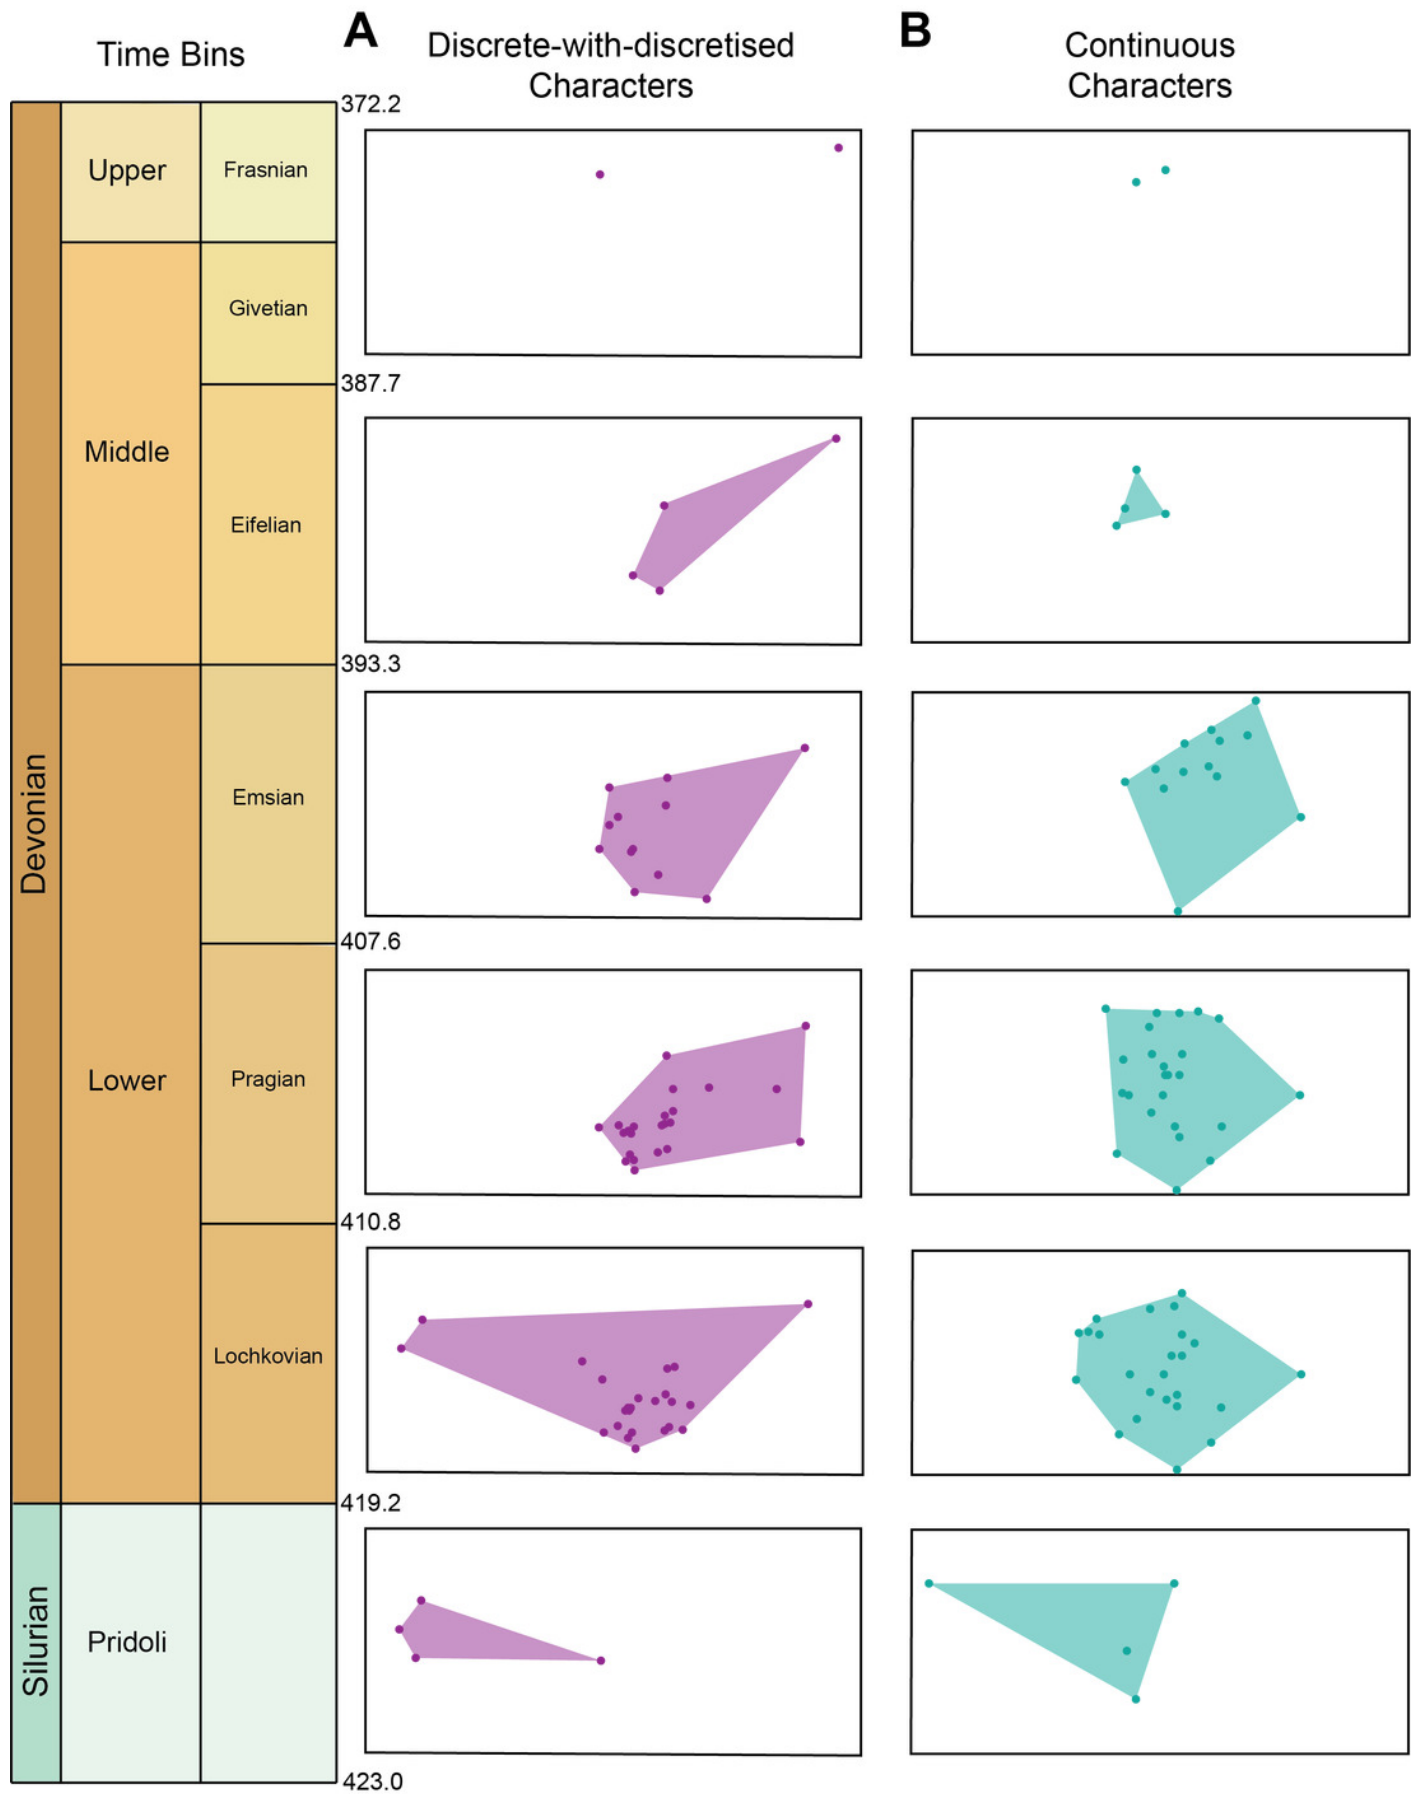 Time Bins
A
Discrete-with-discretised
Characters
B
Continuous
Characters
372.2
Upper
Frasnian
Givetian
387.7
Middle
Eifelian
393.3
Devonian
Emsian
407.6
Lower
Pragian
410.8
Lochkovian
419.2
Silurian
Pridoli
423.0